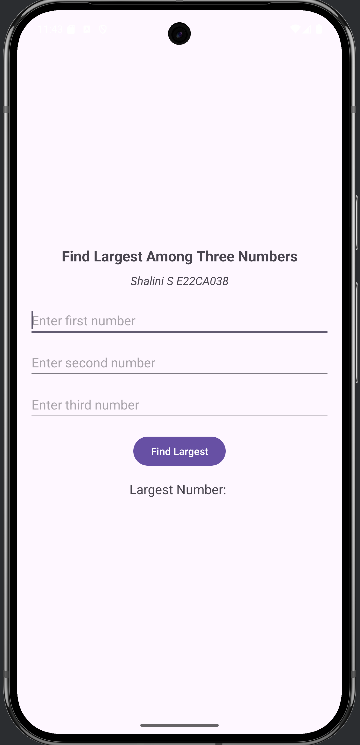 Find Largest Among Three Numbers
Shalini S E22CA038
Enter first number
Enter second number
Enter third number
Find Largest
Largest Number: